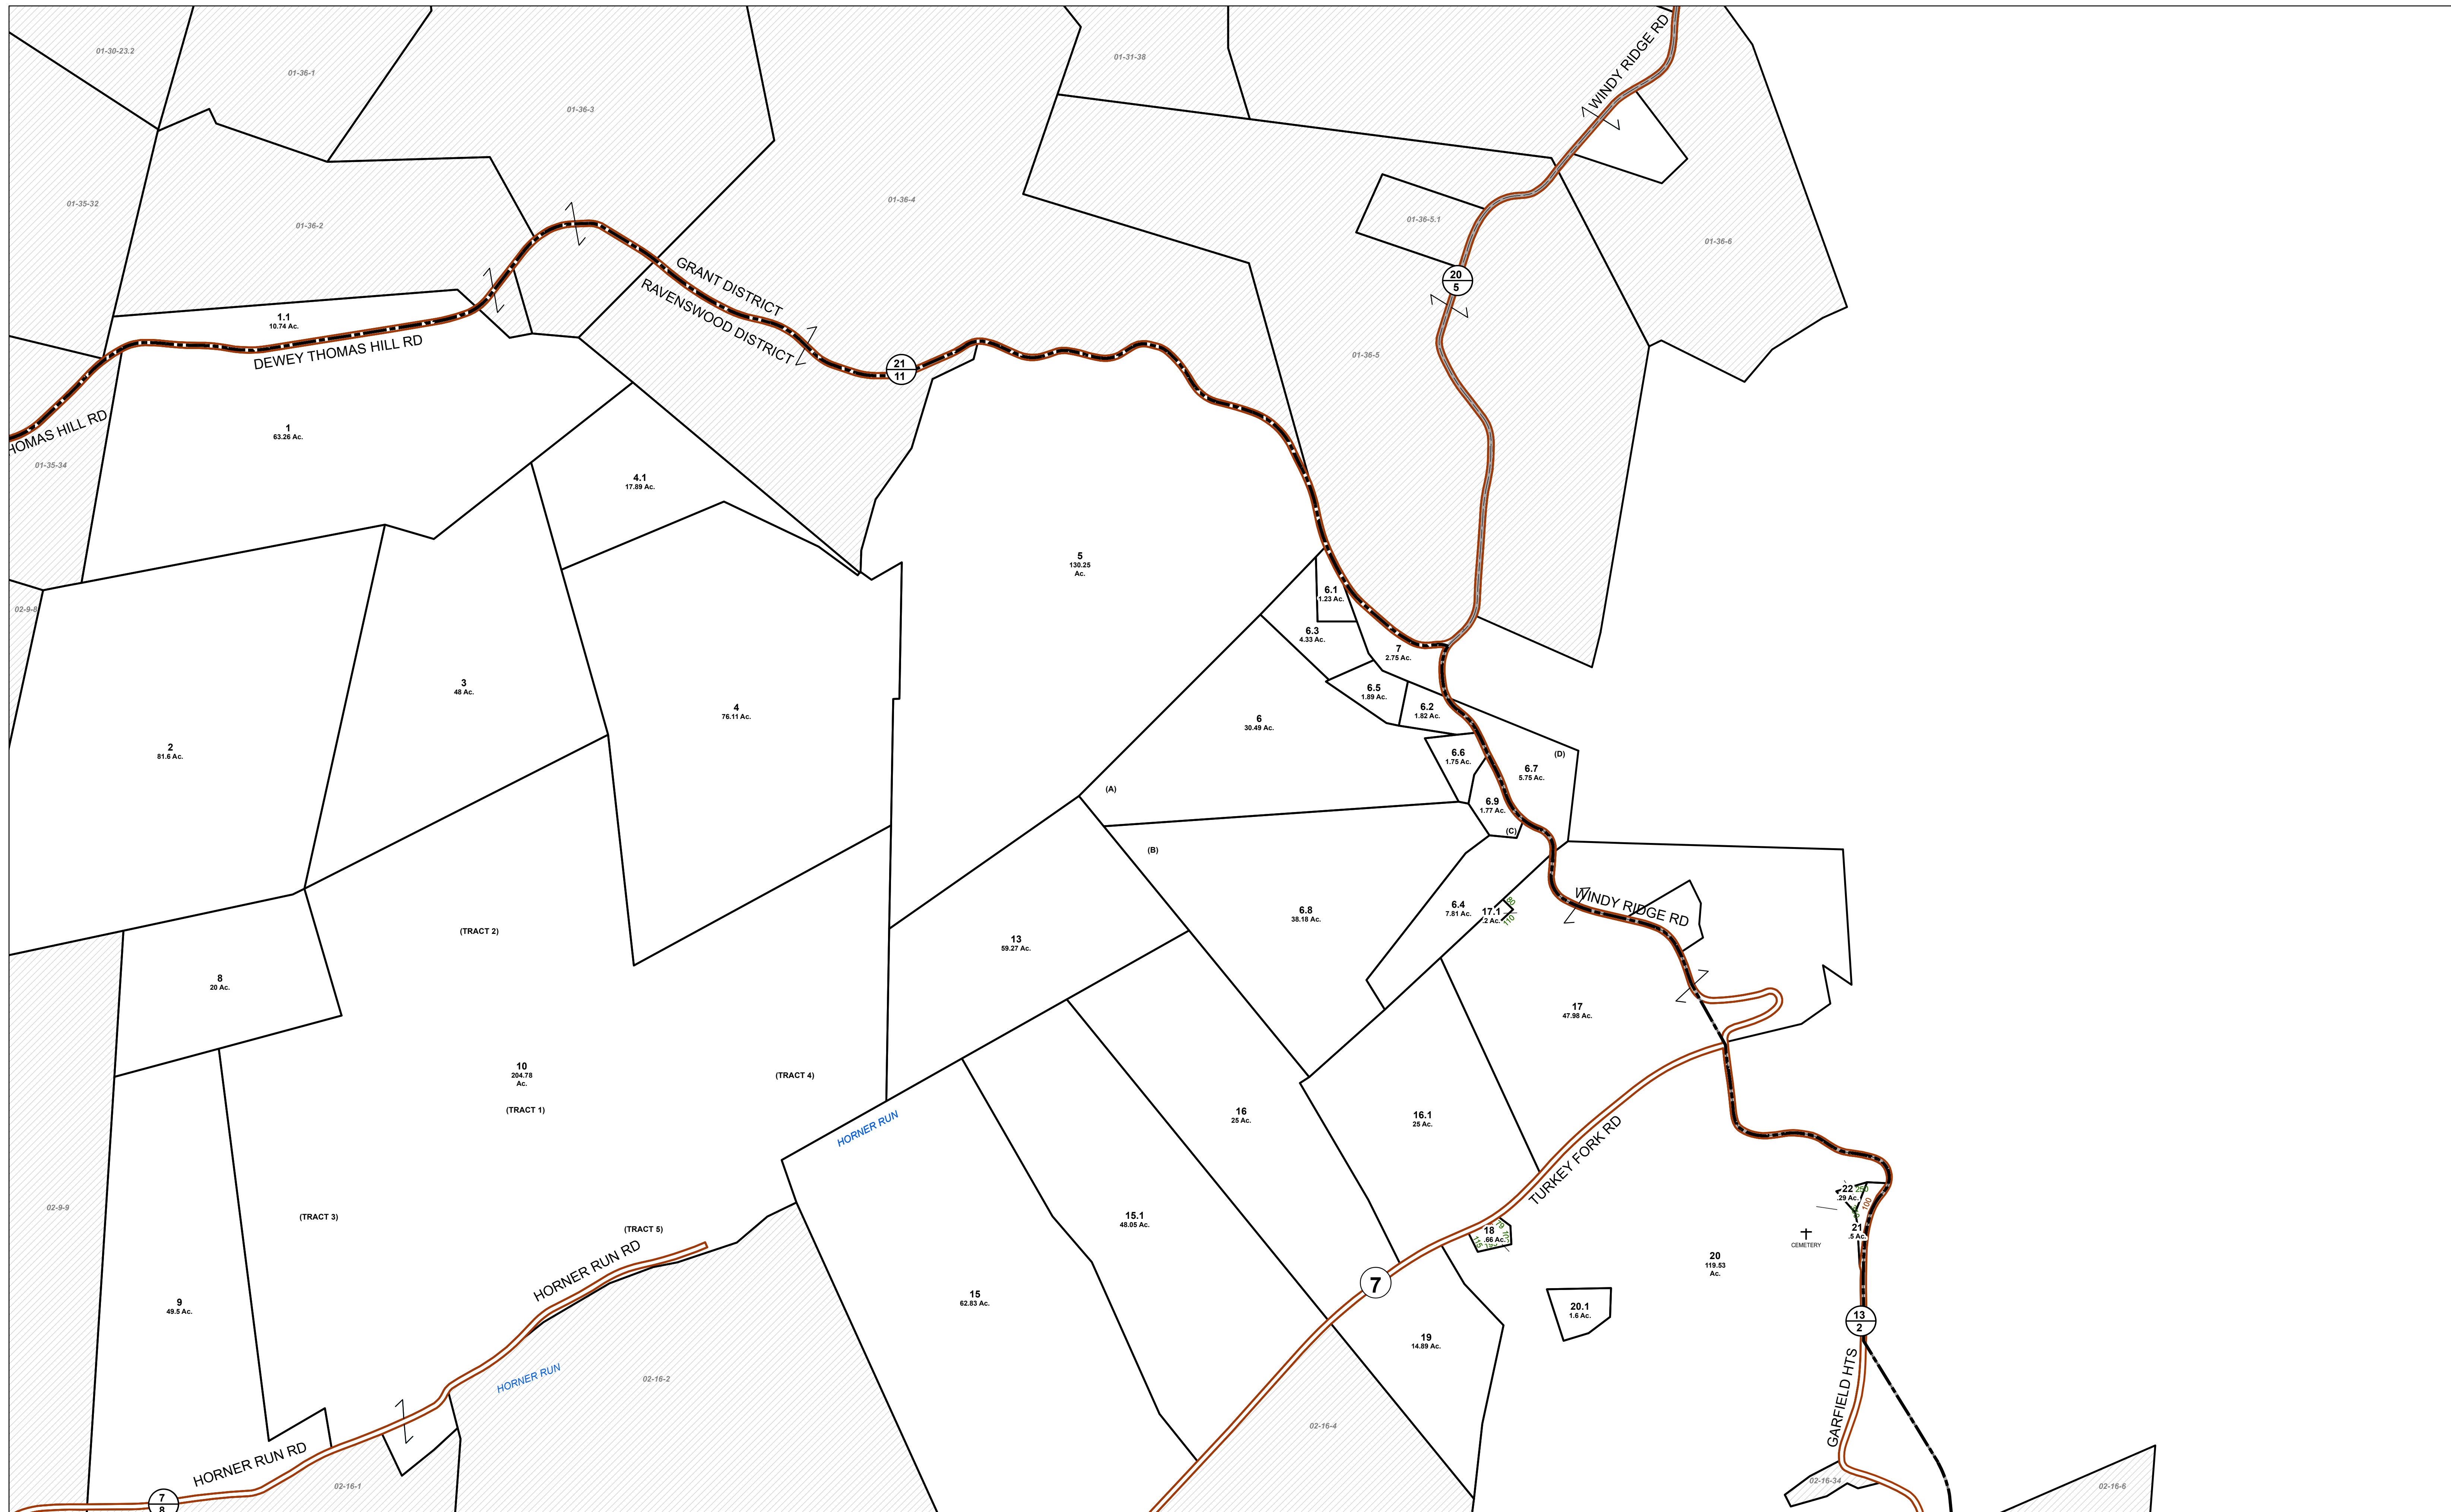 01-30-23.2
01-36-1
01-36-3
01-31-38
WINDY RIDGE RD
01-35-32
01-36-2
01-36-4
01-36-5.1
01-36-6
GRANT DISTRICT
RAVENSWOOD DISTRICT
20
5
1.1
10.74 Ac.
DEWEY THOMAS HILL RD
21
11
01-36-5
HOMAS HILL RD
1
63.26 Ac.
01-35-34
4.1
17.89 Ac.
5
130.25
Ac.
02-9-8
6.1
1.23 Ac.
6.3
4.33 Ac.
7
2.75 Ac.
3
48 Ac.
6.5
1.89 Ac.
4
76.11 Ac.
6.2
1.82 Ac.
6
30.49 Ac.
2
81.6 Ac.
6.6
1.75 Ac.
(D)
6.7
5.75 Ac.
(A)
6.9
1.77 Ac.
(C)
(B)
WINDY RIDGE RD
6.4
7.81 Ac.
6.8
38.18 Ac.
17.1
.2 Ac.
80
110
(TRACT 2)
13
59.27 Ac.
8
20 Ac.
17
47.98 Ac.
10
204.78
Ac.
(TRACT 4)
(TRACT 1)
HORNER RUN
16
25 Ac.
16.1
25 Ac.
TURKEY FORK RD
22
.29 Ac.
250
100
02-9-9
(TRACT 3)
(TRACT 5)
15.1
48.05 Ac.
18
.66 Ac.
79
115
21
.5 Ac.
CEMETERY
HORNER RUN RD
20
119.53
Ac.
7
9
49.5 Ac.
15
62.83 Ac.
20.1
1.6 Ac.
13
2
19
14.89 Ac.
HORNER RUN
02-16-2
GARFIELD HTS
02-16-4
HORNER RUN RD
02-16-1
02-16-34
02-16-6
7
8